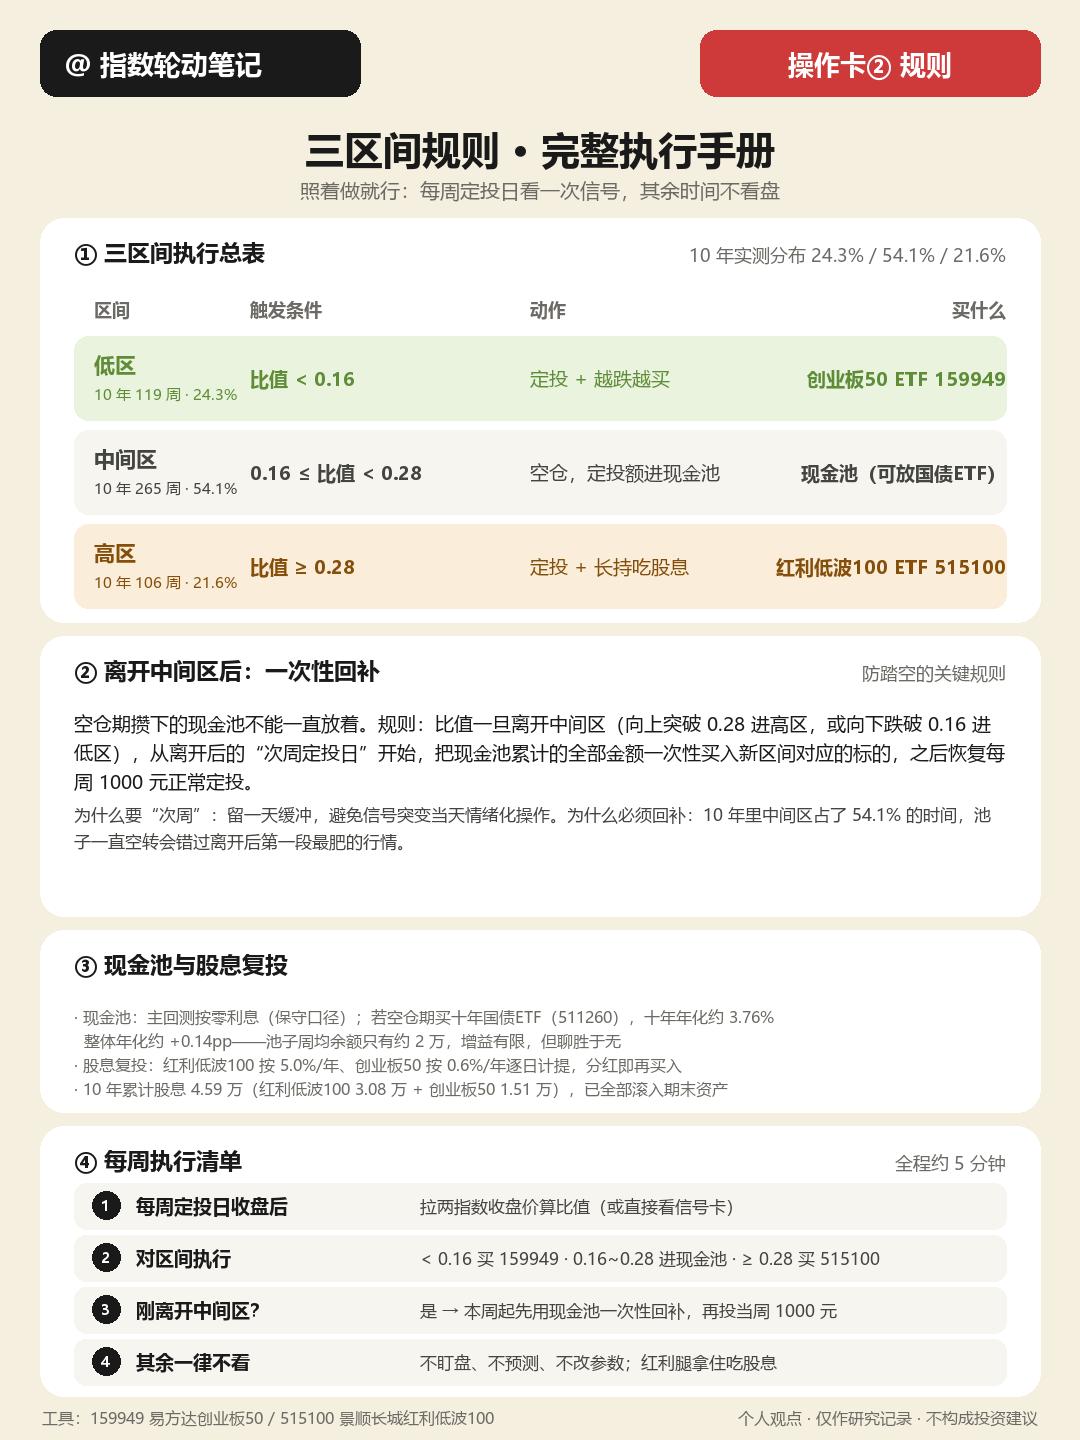 @ 指数轮动笔记
操作卡② 规则
三区间规则 · 完整执行手册
照着做就行：每周定投日看一次信号，其余时间不看盘
① 三区间执行总表
10 年实测分布 24.3% / 54.1% / 21.6%
区间 触发条件 动作 买什么
低区
10 年 119 周 · 24.3%
比值 < 0.16
定投 + 越跌越买
创业板50 ETF 159949
中间区
10 年 265 周 · 54.1%
0.16 ≤ 比值 < 0.28
空仓，定投额进现金池
现金池（可放国债ETF）
高区
10 年 106 周 · 21.6%
比值 ≥ 0.28
定投 + 长持吃股息
红利低波100 ETF 515100
② 离开中间区后：一次性回补
防踏空的关键规则
空仓期攒下的现金池不能一直放着。规则：比值一旦离开中间区（向上突破 0.28 进高区，或向下跌破 0.16 进
低区），从离开后的“次周定投日”开始，把现金池累计的全部金额一次性买入新区间对应的标的，之后恢复每
周 1000 元正常定投。
为什么要“次周”：留一天缓冲，避免信号突变当天情绪化操作。为什么必须回补：10 年里中间区占了 54.1% 的时间，池
子一直空转会错过离开后第一段最肥的行情。
③ 现金池与股息复投
· 现金池：主回测按零利息（保守口径）；若空仓期买十年国债ETF（511260），十年年化约 3.76%
整体年化约 +0.14pp——池子周均余额只有约 2 万，增益有限，但聊胜于无
· 股息复投：红利低波100 按 5.0%/年、创业板50 按 0.6%/年逐日计提，分红即再买入
· 10 年累计股息 4.59 万（红利低波100 3.08 万 + 创业板50 1.51 万），已全部滚入期末资产
④ 每周执行清单
全程约 5 分钟
1 每周定投日收盘后 拉两指数收盘价算比值（或直接看信号卡）
2 对区间执行 < 0.16 买 159949 · 0.16~0.28 进现金池 · ≥ 0.28 买 515100
3 刚离开中间区? 是 → 本周起先用现金池一次性回补，再投当周 1000 元
4 其余一律不看 不盯盘、不预测、不改参数；红利腿拿住吃股息
工具：159949 易方达创业板50 / 515100 景顺长城红利低波100
个人观点 · 仅作研究记录 · 不构成投资建议